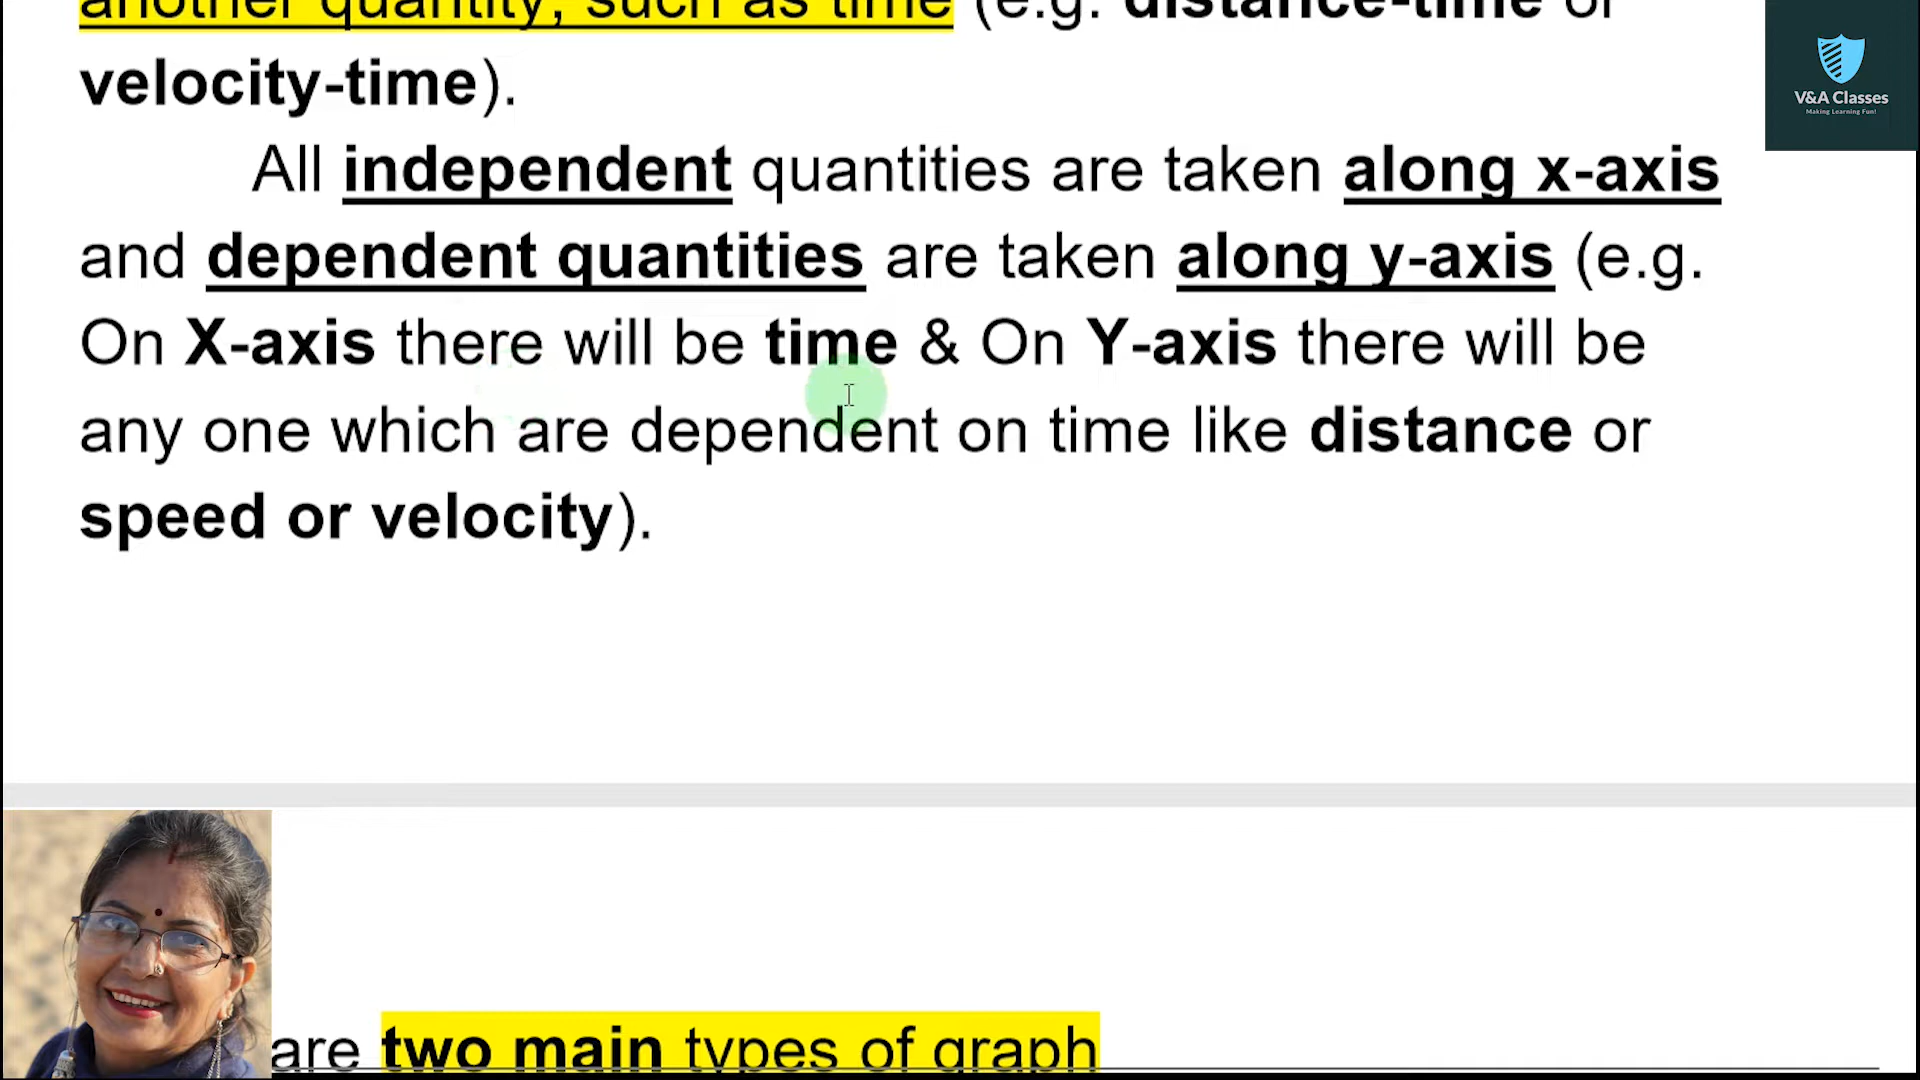 another quantity, such as time (e.g. distance-time or
velocity-time).
All independent quantities are taken along x-axis
and dependent quantities are taken along y-axis (e.g.
On X-axis there will be time & On Y-axis there will be
any one which are dependent on time like distance or
speed or velocity).
are two main types of graph
V&A Classes
Making Learning Fun!